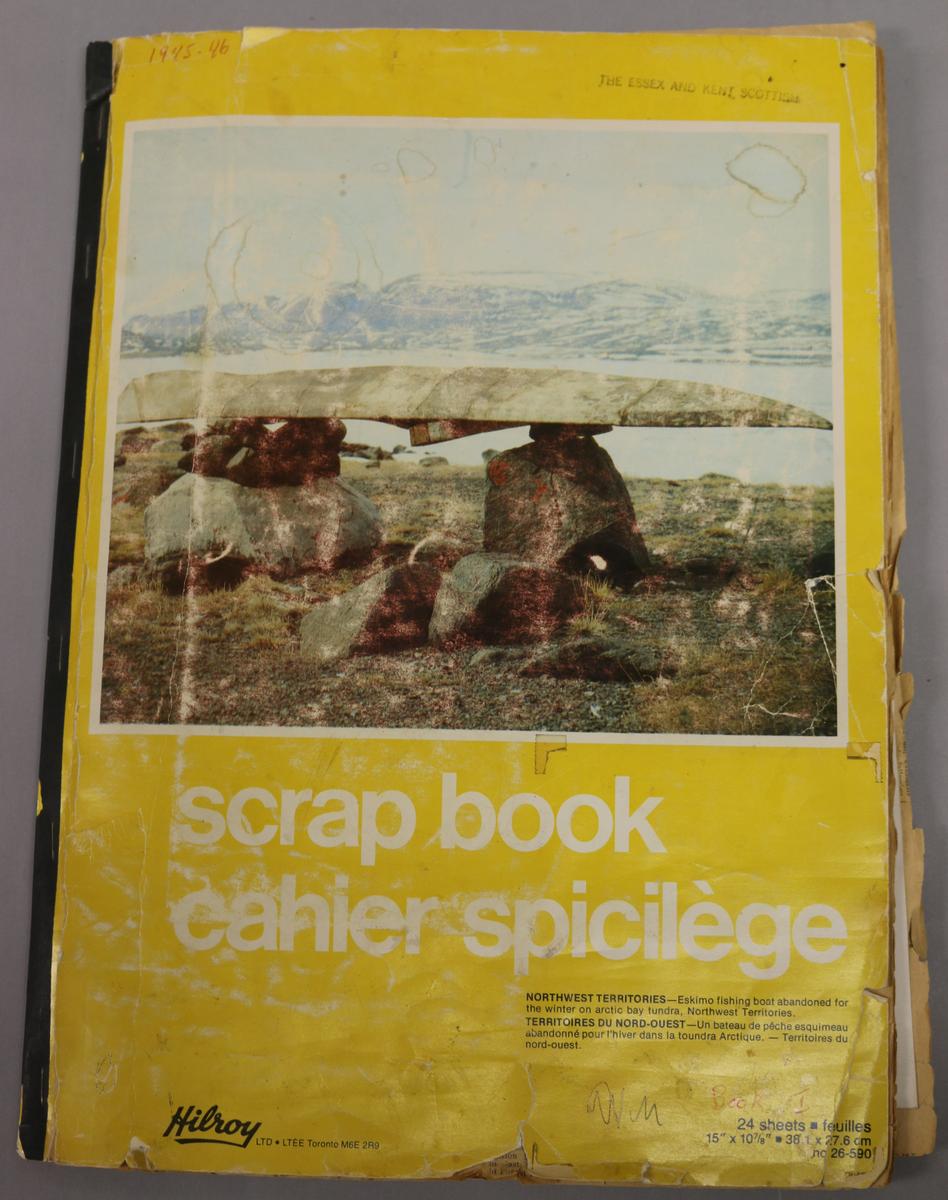 1945-46
THE ESSEX AND KENT SCOTTISH
scrap book
cahier spicilège
NORTHWEST TERRITORIES—Eskimo fishing boat abandoned for
the winter on arctic bay tundra, Northwest Territories.
TERRITOIRES DU NORD-OUEST—Un bateau de pêche esquimeau
abandonné pour l'hiver dans la toundra Arctique. — Territoires du
nord-ouest.
Book I
Hilroy LTD • LTÉE Toronto M6E 2R9
24 sheets ■ feuilles
15" x 10⅞" ■ 38.1 x 27.6 cm
no 26-590